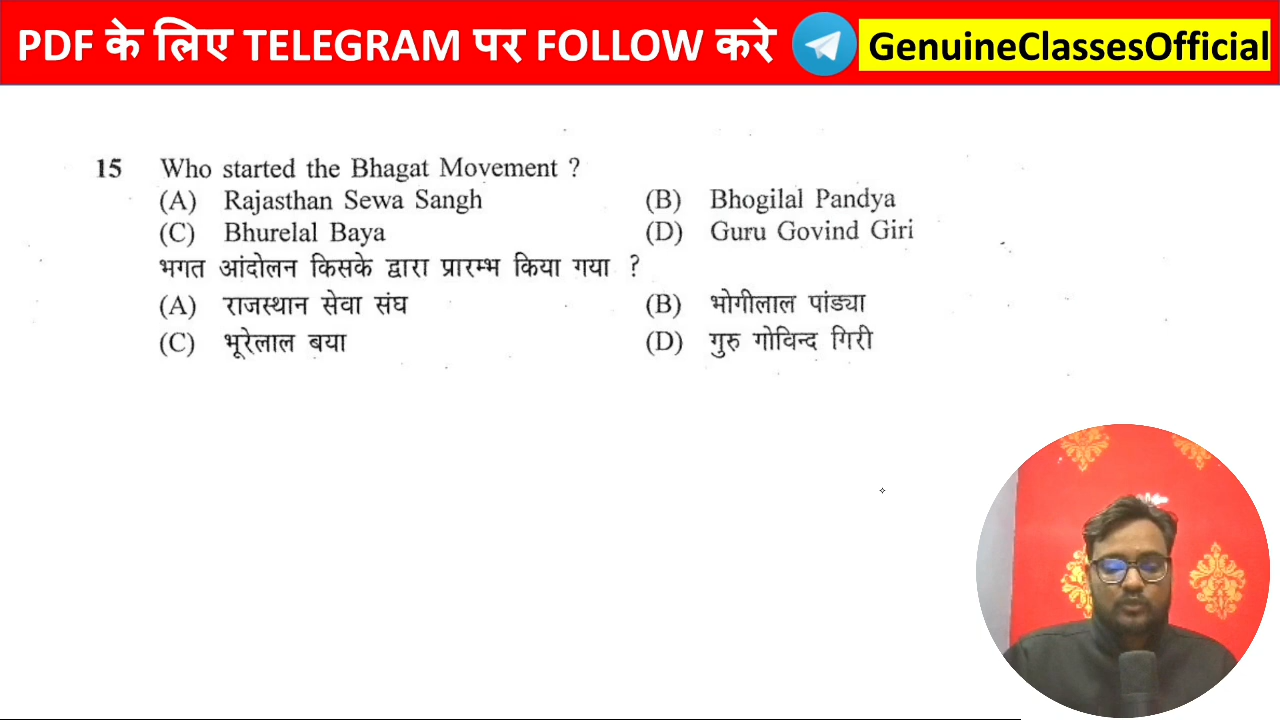 PDF के लिए TELEGRAM पर FOLLOW करे GenuineClassesOfficial
15 Who started the Bhagat Movement ?
(A) Rajasthan Sewa Sangh (B) Bhogilal Pandya
(C) Bhurelal Baya (D) Guru Govind Giri
भगत आंदोलन किसके द्वारा प्रारम्भ किया गया ?
(A) राजस्थान सेवा संघ (B) भोगीलाल पांड्या
(C) भूरेलाल बया (D) गुरु गोविन्द गिरी